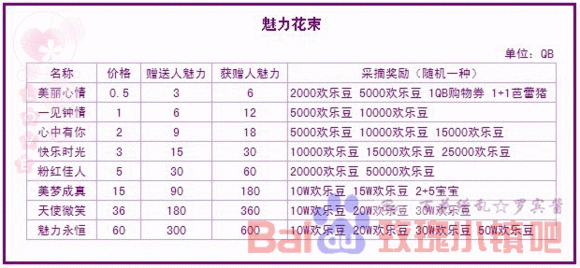 魅力花束
单位：QB
名称 价格 赠送人魅力 获赠人魅力 采摘奖励（随机一种）
美丽心情 0.5 3 6 2000欢乐豆 5000欢乐豆 1QB购物券 1+1芭蕾猪
一见钟情 1 6 12 5000欢乐豆 10000欢乐豆
心中有你 2 9 18 5000欢乐豆 10000欢乐豆 15000欢乐豆
快乐时光 3 15 30 10000欢乐豆 15000欢乐豆 25000欢乐豆
粉红佳人 5 30 60 20000欢乐豆 50000欢乐豆
美梦成真 15 90 180 10W欢乐豆 15W欢乐豆 2+5宝宝
天使微笑 36 180 360 10W欢乐豆 20W欢乐豆 30W欢乐豆
魅力永恒 60 300 600 10W欢乐豆 20W欢乐豆 30W欢乐豆 50W欢乐豆
☆罗宾酱
Bai 玫瑰小镇吧